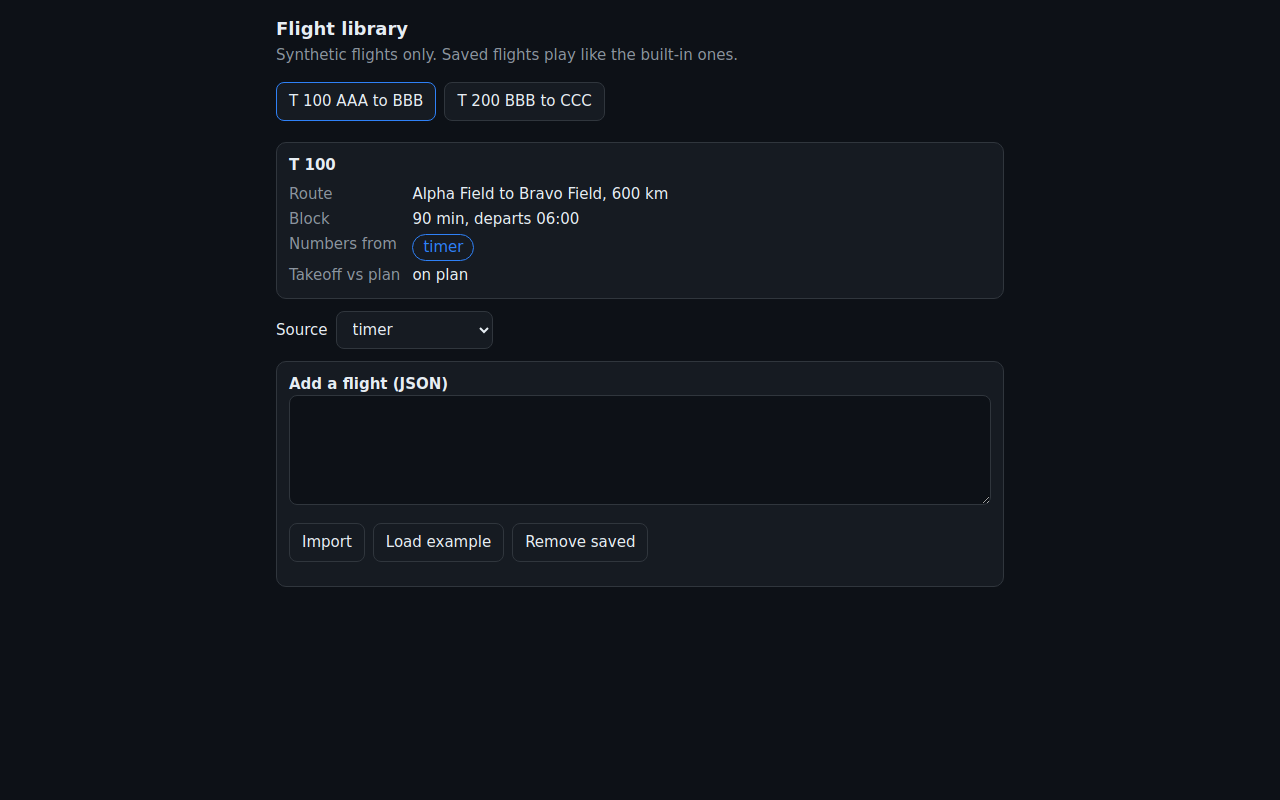 Flight library
Synthetic flights only. Saved flights play like the built-in ones.
T 100 AAA to BBB
T 200 BBB to CCC
T 100
Route Alpha Field to Bravo Field, 600 km
Block 90 min, departs 06:00
Numbers from timer
Takeoff vs plan on plan
Source timer
Add a flight (JSON)
Import Load example Remove saved